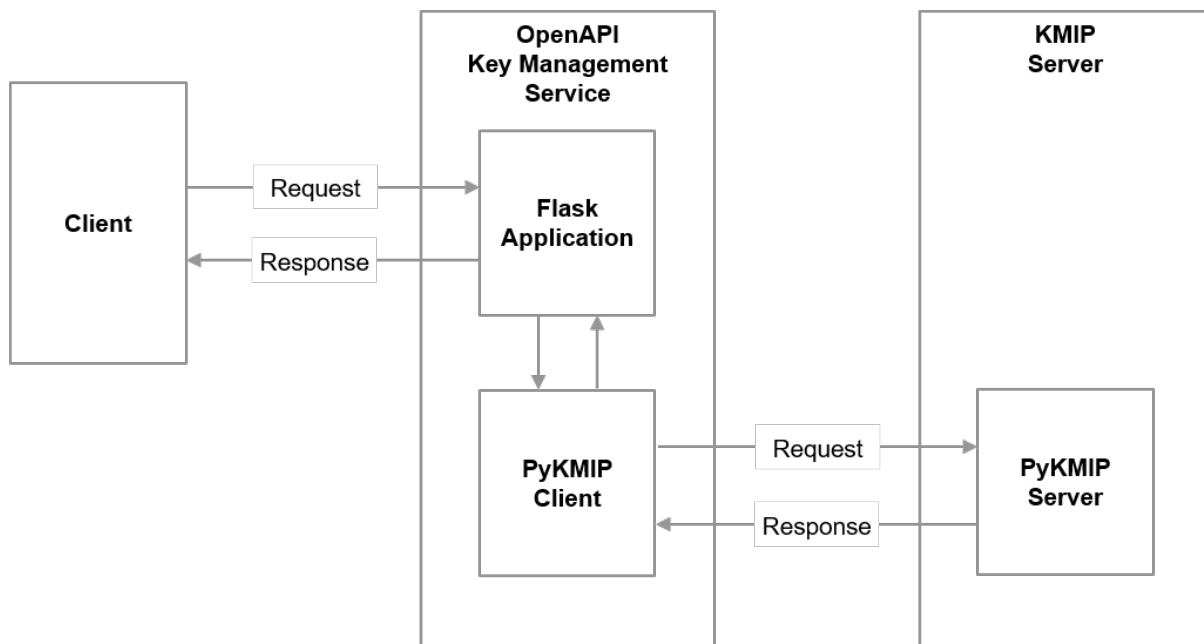 OpenAPI
Key Management
Service
KMIP
Server
Client
Request
Response
Flask
Application
PyKMIP
Client
Request
Response
PyKMIP
Server